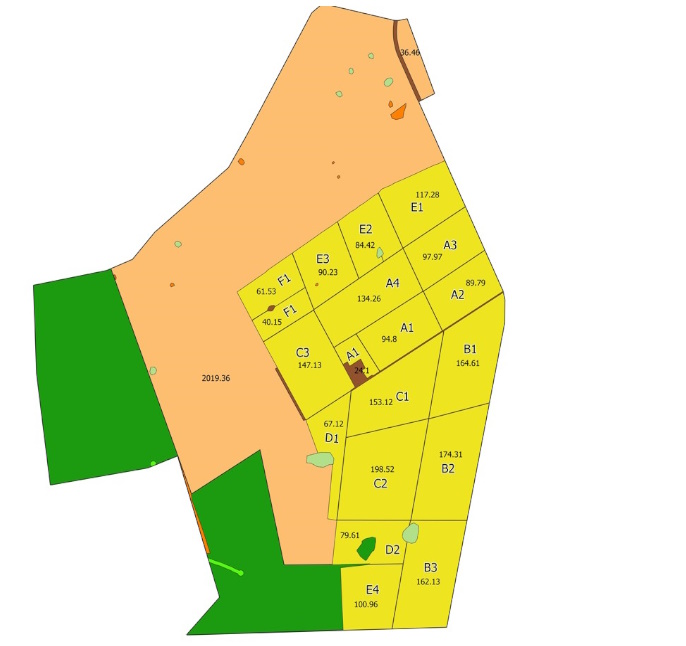 36.46
117.28
E1
E2
84.42
A3
97.97
E3
90.23
F1
61.53
A4
134.26
89.79
A2
F1
40.15
A1
94.8
C3
147.13
A1
24.1
B1
164.61
2019.36
153.12 C1
67.12
D1
174.31
B2
198.52
C2
79.61
D2
B3
162.13
E4
100.96